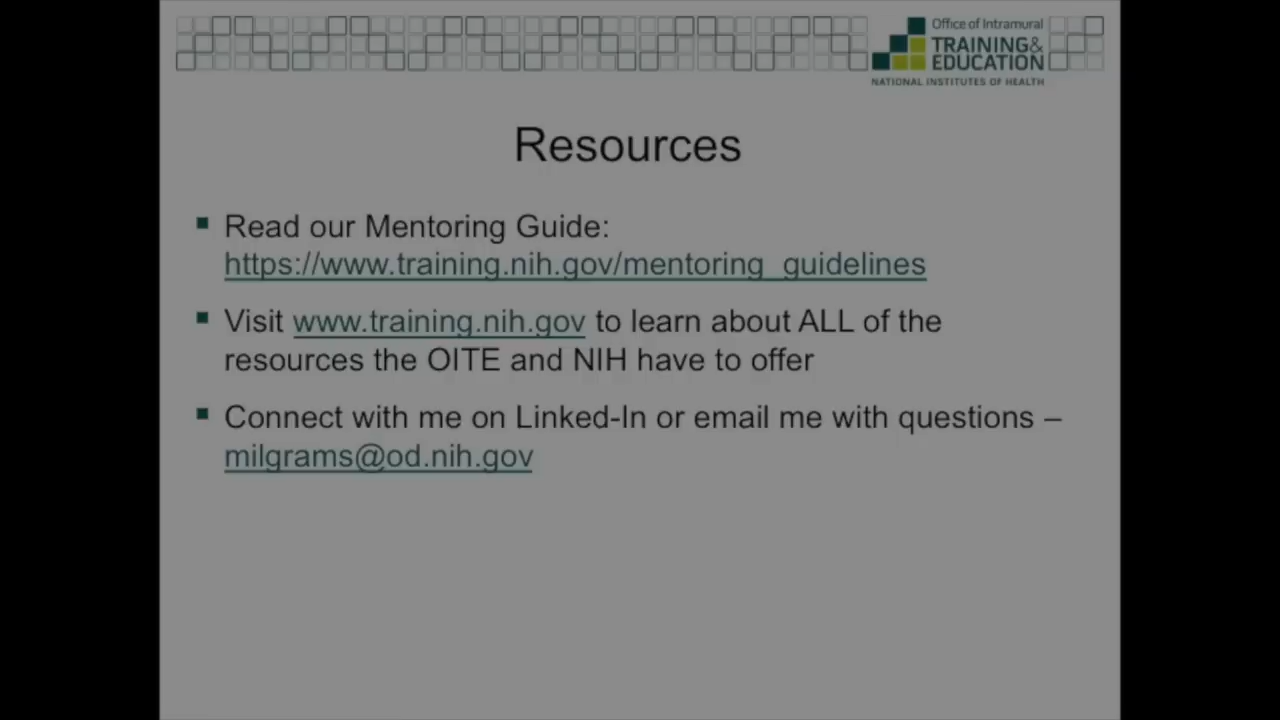 Office of Intramural
TRAINING&
EDUCATION
NATIONAL INSTITUTES OF HEALTH
Resources
Read our Mentoring Guide:
https://www.training.nih.gov/mentoring_guidelines
Visit www.training.nih.gov to learn about ALL of the
resources the OITE and NIH have to offer
Connect with me on Linked-In or email me with questions –
milgrams@od.nih.gov